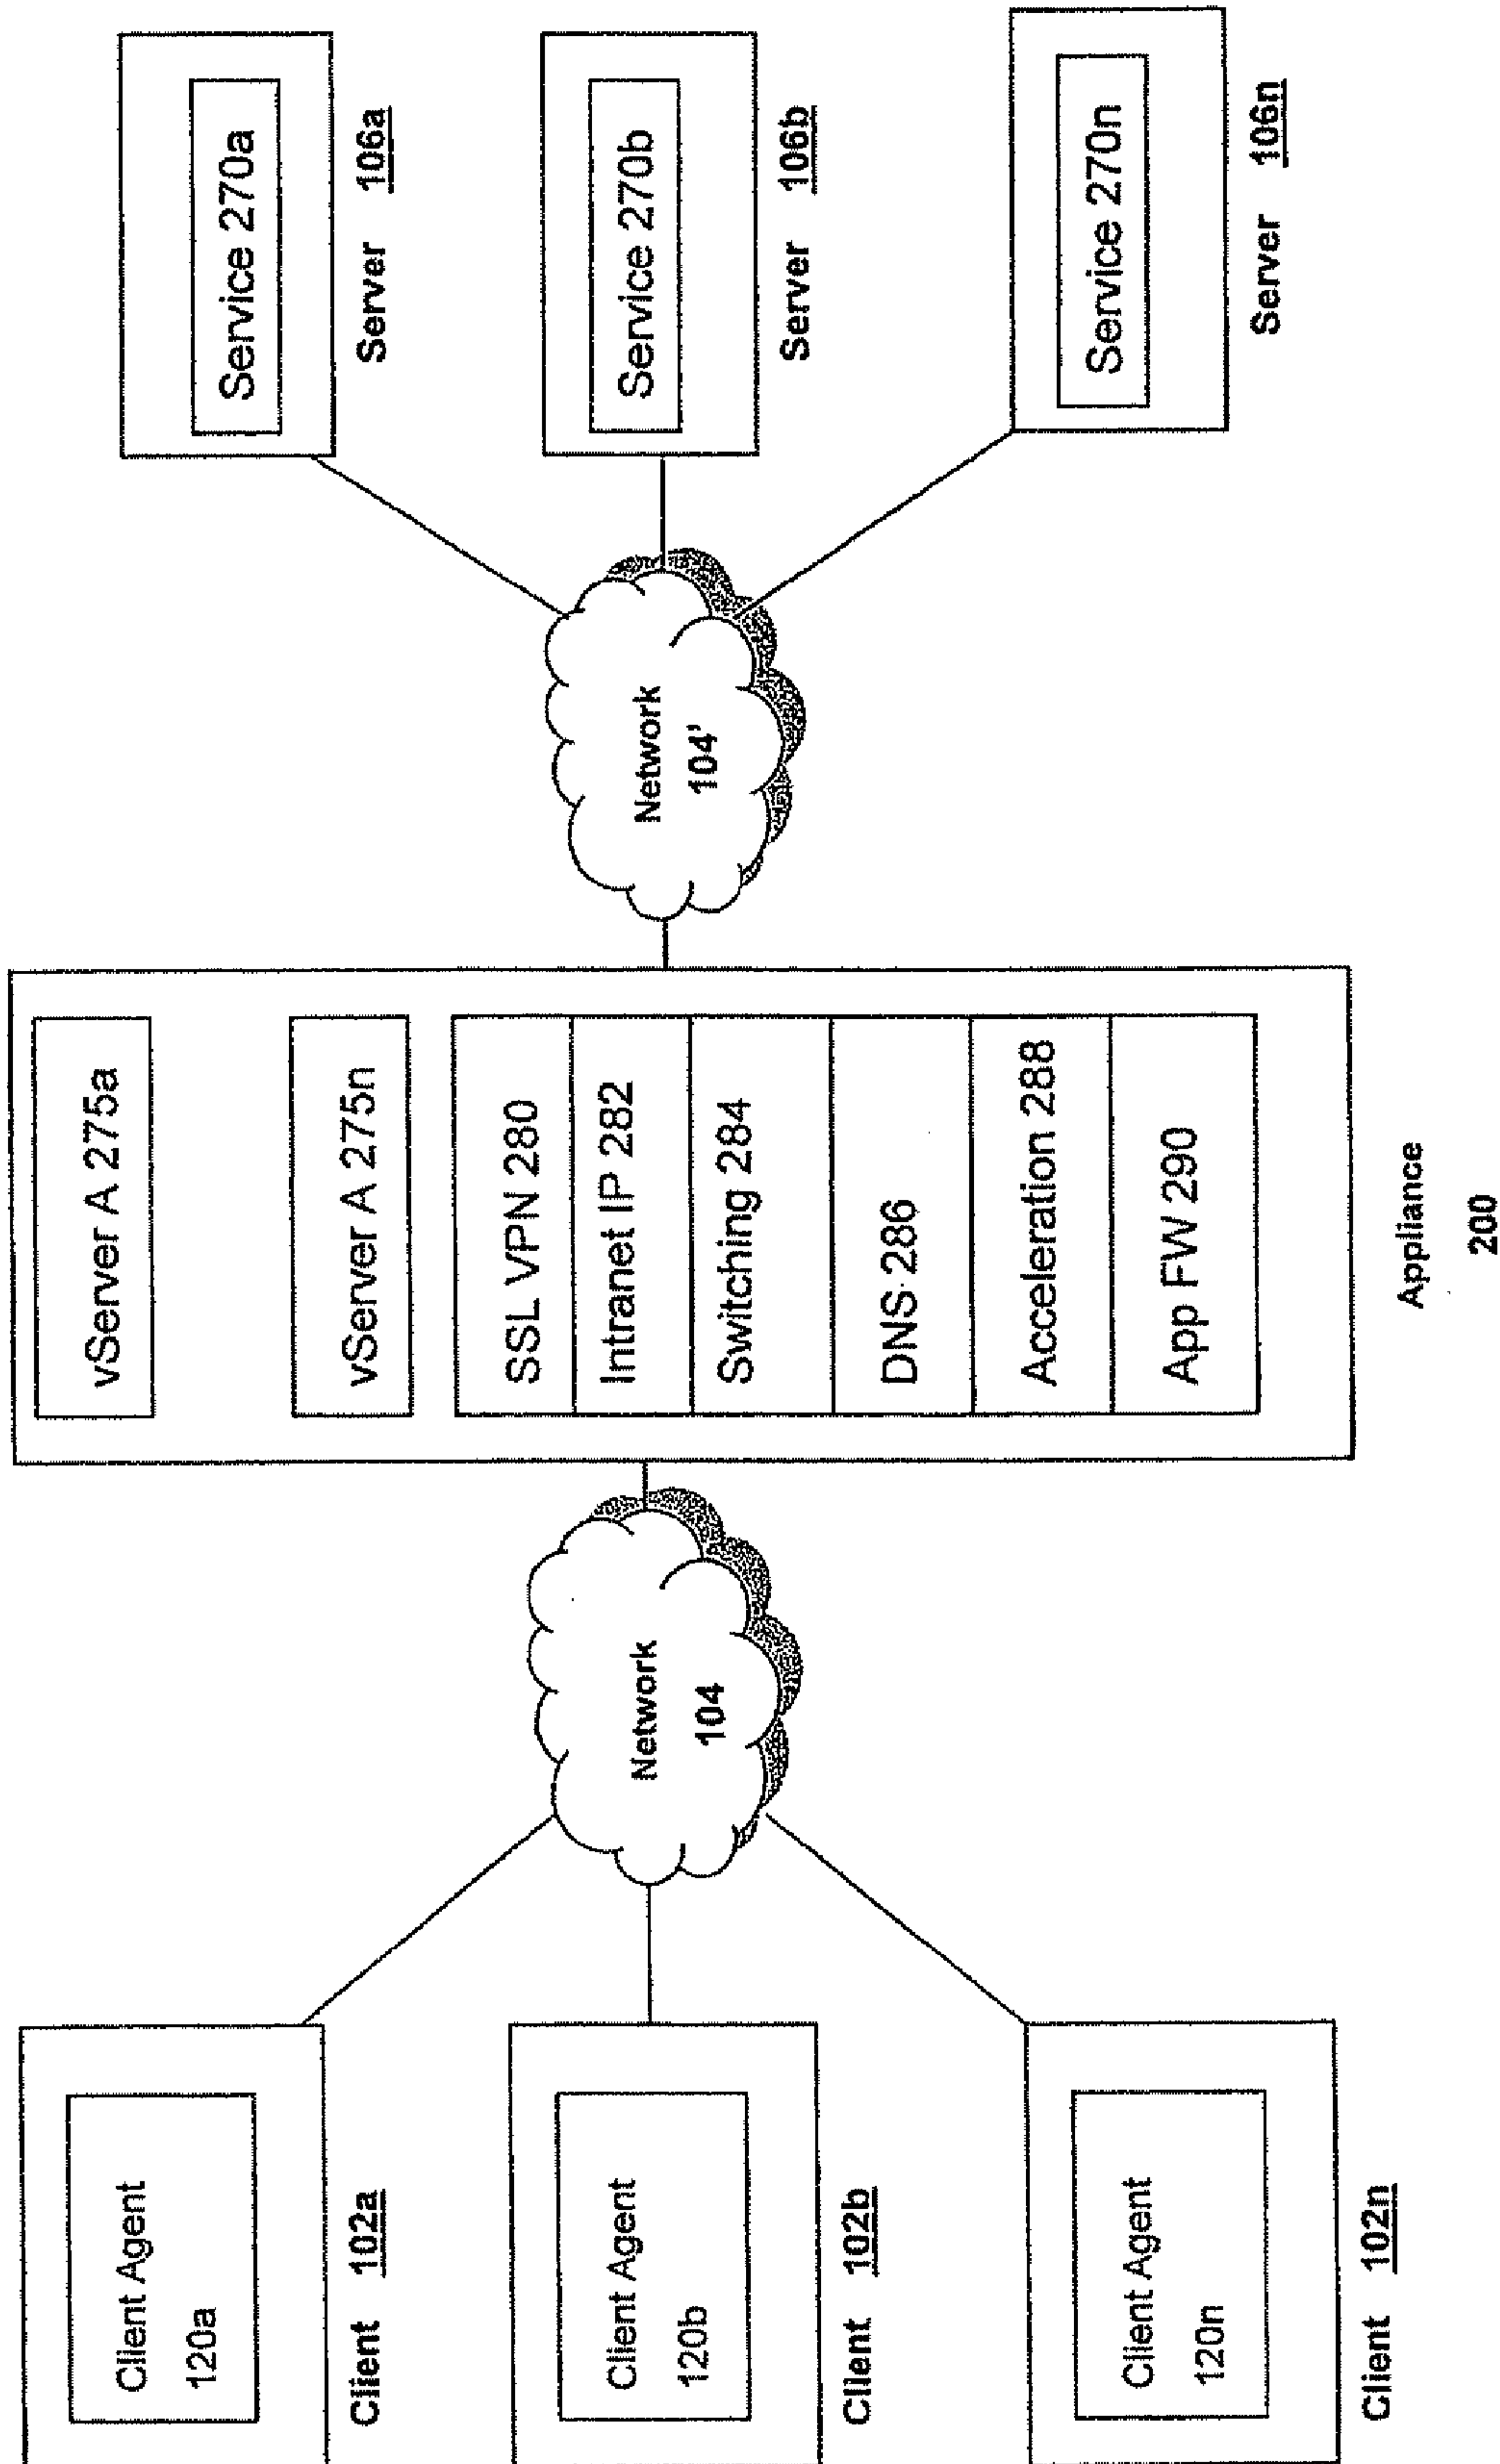 Client Agent
120a
Client 102a
Client Agent
120b
Client 102b
Client Agent
120n
Client 102n
Network
104
vServer A 275a
vServer A 275n
SSL VPN 280
Intranet IP 282
Switching 284
DNS 286
Acceleration 288
App FW 290
Appliance
200
Network
104'
Service 270a
Server 106a
Service 270b
Server 106b
Service 270n
Server 106n